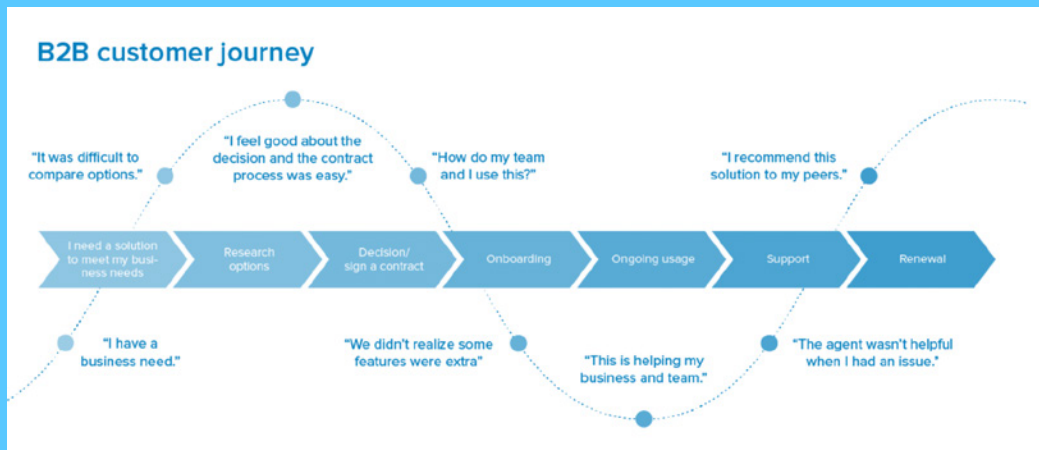 B2B customer journey
"It was difficult to
compare options."
"I feel good about the
decision and the contract
process was easy."
"How do my team
and I use this?"
"I recommend this
solution to my peers."
I need a solution
to meet my busi-
ness needs
Research
options
Decision/
sign a contract
Onboarding
Ongoing usage
Support
Renewal
"I have a
business need."
"We didn't realize some
features were extra"
"This is helping my
business and team."
"The agent wasn't helpful
when I had an issue."